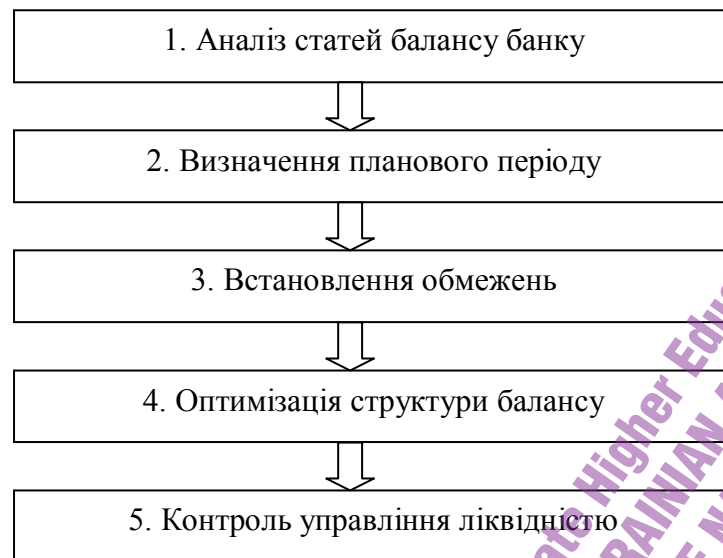 1. Аналіз статей балансу банку
2. Визначення планового періоду
3. Встановлення обмежень
4. Оптимізація структури балансу
5. Контроль управління ліквідністю
Higher